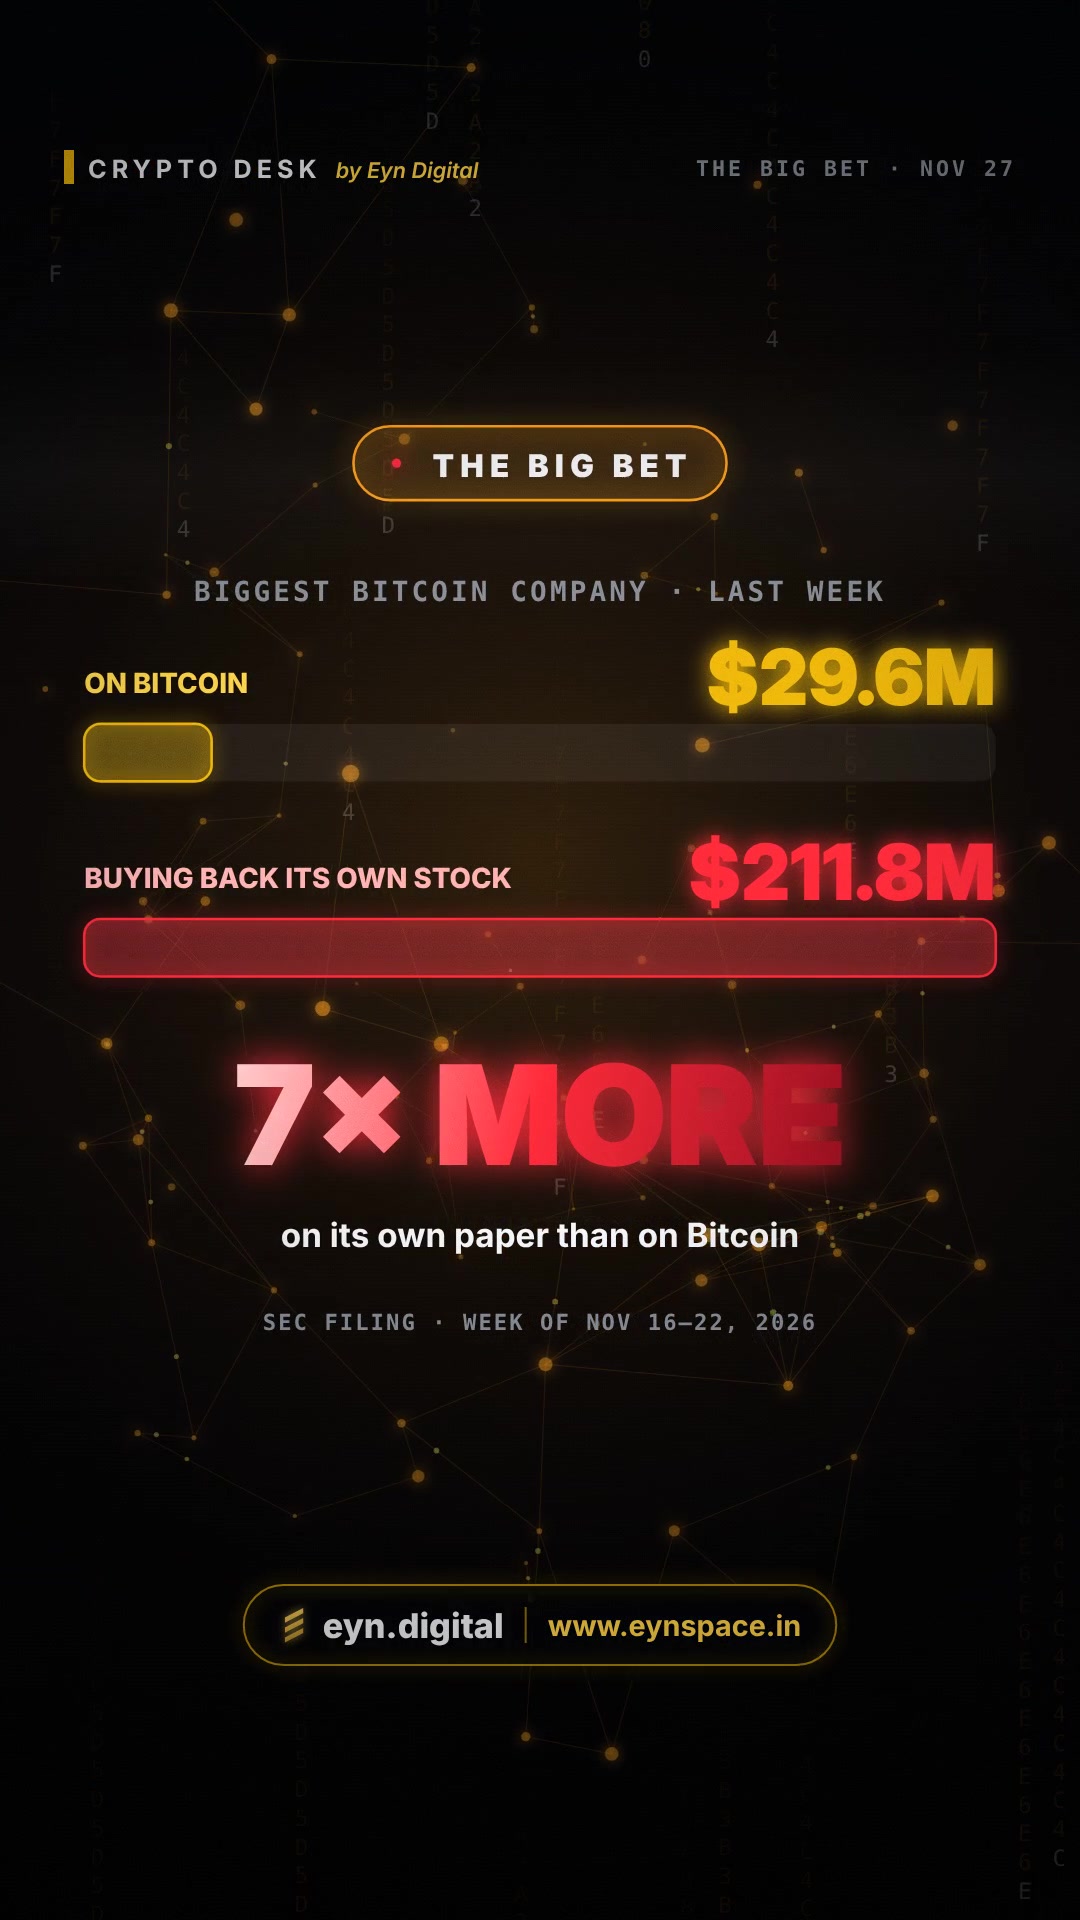 CRYPTO DESK by Eyn Digital
THE BIG BET · NOV 27
THE BIG BET
BIGGEST BITCOIN COMPANY · LAST WEEK
ON BITCOIN
$29.6M
BUYING BACK ITS OWN STOCK
$211.8M
7× MORE
on its own paper than on Bitcoin
SEC FILING · WEEK OF NOV 16–22, 2026
eyn.digital | www.eynspace.in